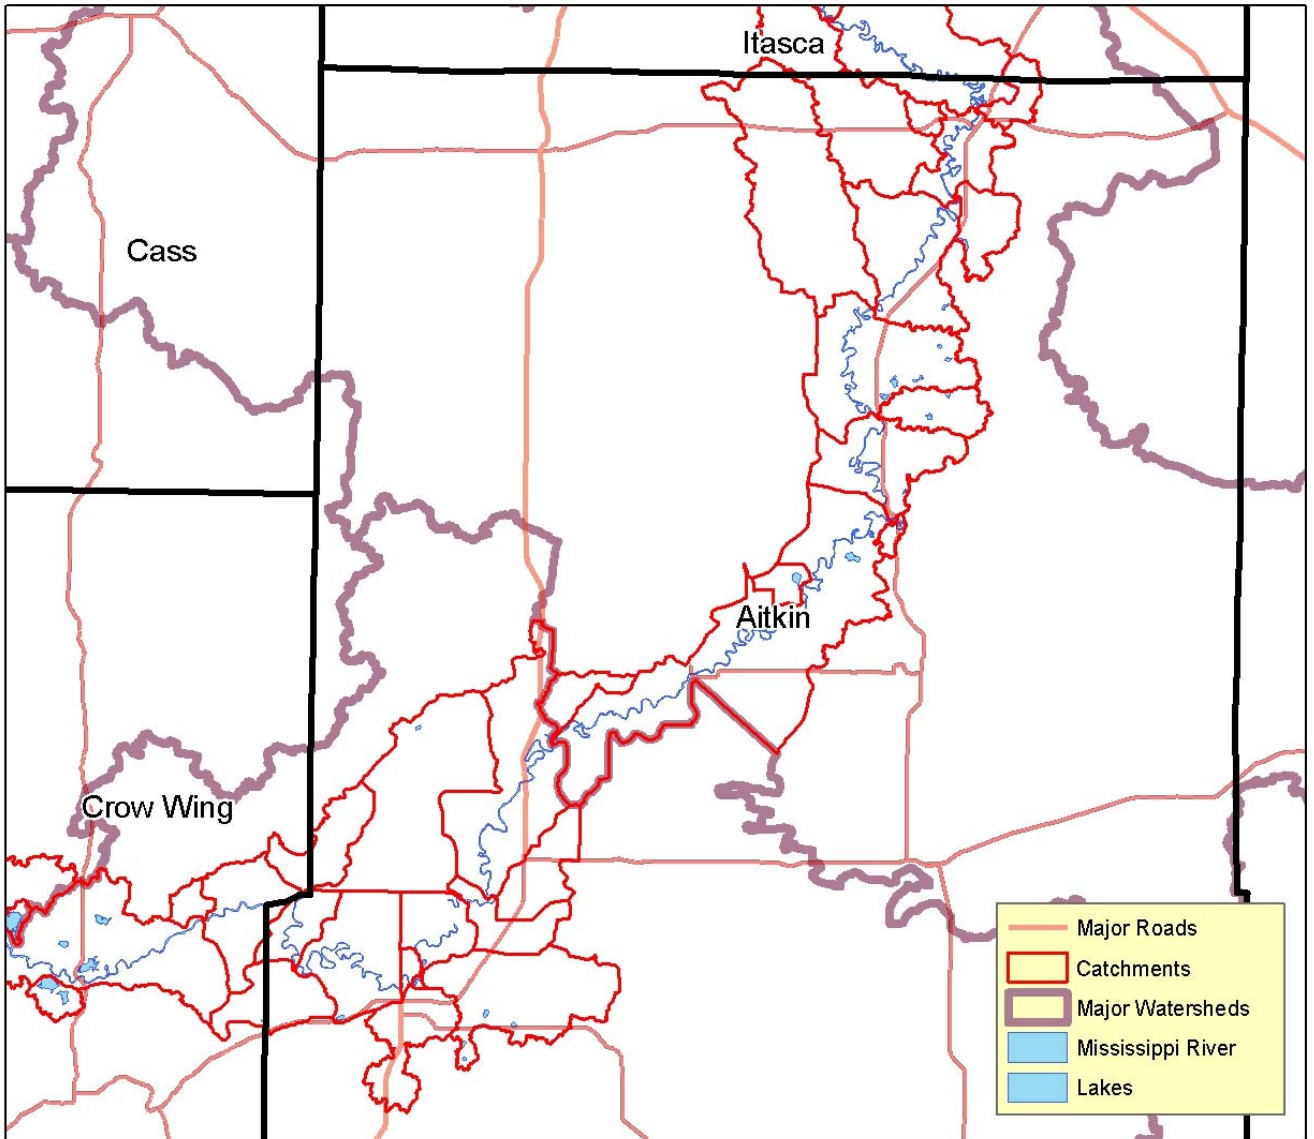 Itasca
Cass
Aitkin
Crow Wing
Major Roads
Catchments
Major Watersheds
Mississippi River
Lakes